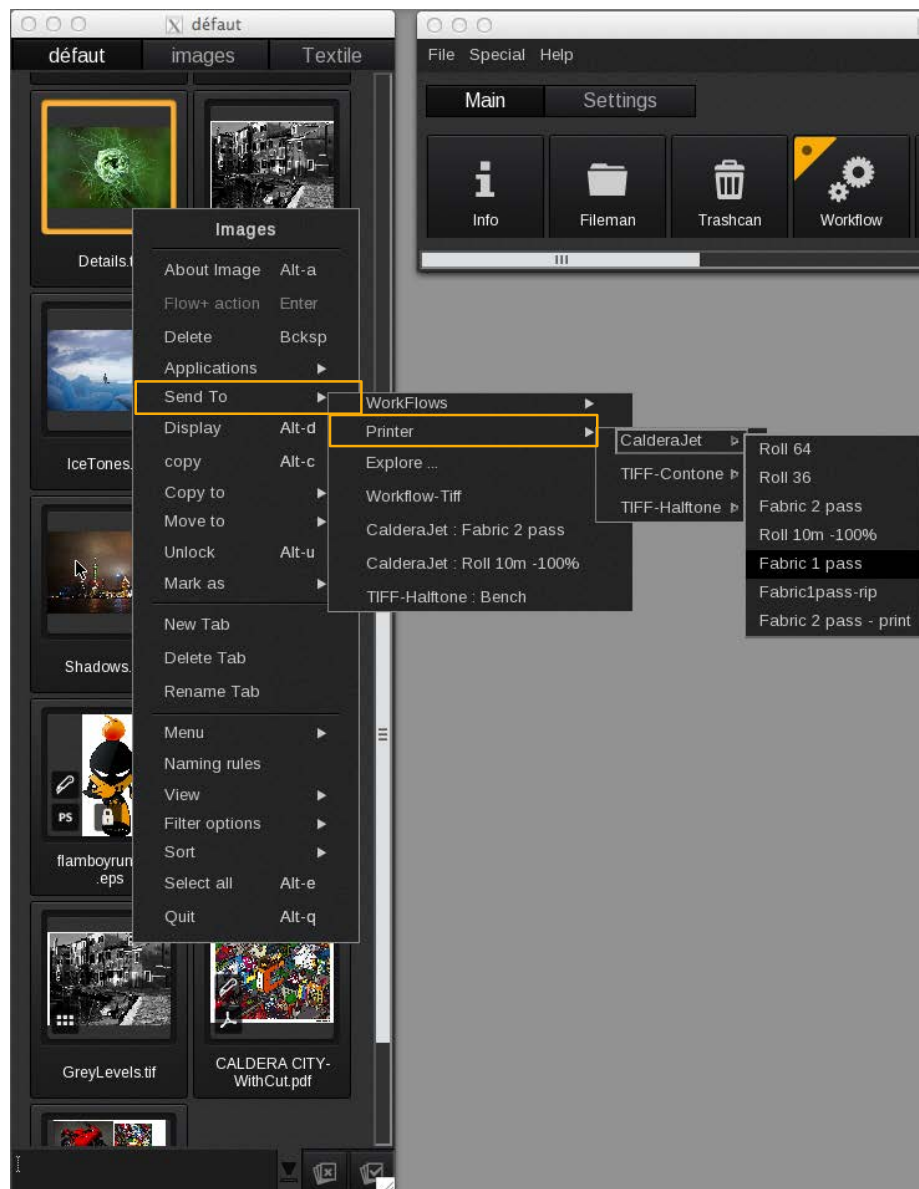 défaut
défaut images Textile
Details.t
IceTones.
Shadows.
PS
flamboyrun
.eps
GreyLevels.tif
CALDERA CITY-
WithCut.pdf
Images
About Image Alt-a
Flow+ action Enter
Delete Bcksp
Applications
Send To
Display Alt-d
copy Alt-c
Copy to
Move to
Unlock Alt-u
Mark as
New Tab
Delete Tab
Rename Tab
Menu
Naming rules
View
Filter options
Sort
Select all Alt-e
Quit Alt-q
WorkFlows
Printer
Explore ...
Workflow-Tiff
CalderaJet : Fabric 2 pass
CalderaJet : Roll 10m -100%
TIFF-Halftone : Bench
CalderaJet
TIFF-Contone
TIFF-Halftone
Roll 64
Roll 36
Fabric 2 pass
Roll 10m -100%
Fabric 1 pass
Fabric1pass-rip
Fabric 2 pass - print
File Special Help
Main Settings
Info Fileman Trashcan Workflow